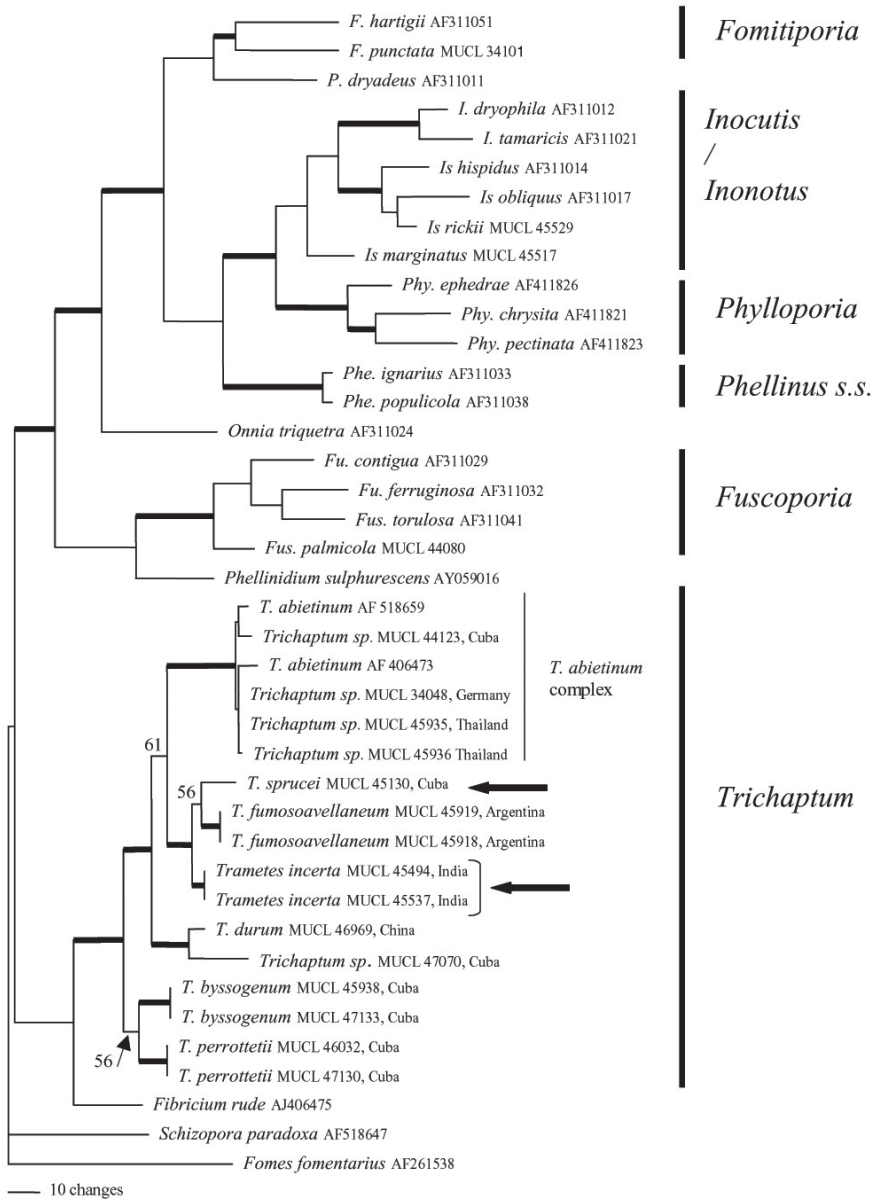 F. hartigii AF311051
F. punctata MUCL 34101
Fomitiporia
P. dryadeus AF311011
I. dryophila AF311012
Inocutis
I. tamaricis AF311021
/
Is hispidus AF311014
Inonotus
Is obliquus AF311017
Is rickii MUCL 45529
Is marginatus MUCL 45517
Phy. ephedrae AF411826
Phylloporia
Phy. chrysita AF411821
Phy. pectinata AF411823
Phe. ignarius AF311033
Phellinus s.s.
Phe. populicola AF311038
Onnia triquetra AF311024
Fu. contigua AF311029
Fu. ferruginosa AF311032
Fuscoporia
Fus. torulosa AF311041
Fus. palmicola MUCL 44080
Phellinidium sulphurescens AY059016
T. abietinum AF 518659
Trichaptum sp. MUCL 44123, Cuba
T. abietinum AF 406473
T. abietinum
complex
Trichaptum sp. MUCL 34048, Germany
Trichaptum sp. MUCL 45935, Thailand
61
Trichaptum sp. MUCL 45936 Thailand
T. sprucei MUCL 45130, Cuba
56
Trichaptum
T. fumosoavellaneum MUCL 45919, Argentina
T. fumosoavellaneum MUCL 45918, Argentina
Trametes incerta MUCL 45494, India
Trametes incerta MUCL 45537, India
T. durum MUCL 46969, China
Trichaptum sp. MUCL 47070, Cuba
T. byssogenum MUCL 45938, Cuba
T. byssogenum MUCL 47133, Cuba
T. perrottetii MUCL 46032, Cuba
56
T. perrottetii MUCL 47130, Cuba
Fibricium rude AJ406475
Schizopora paradoxa AF518647
Fomes fomentarius AF261538
10 changes